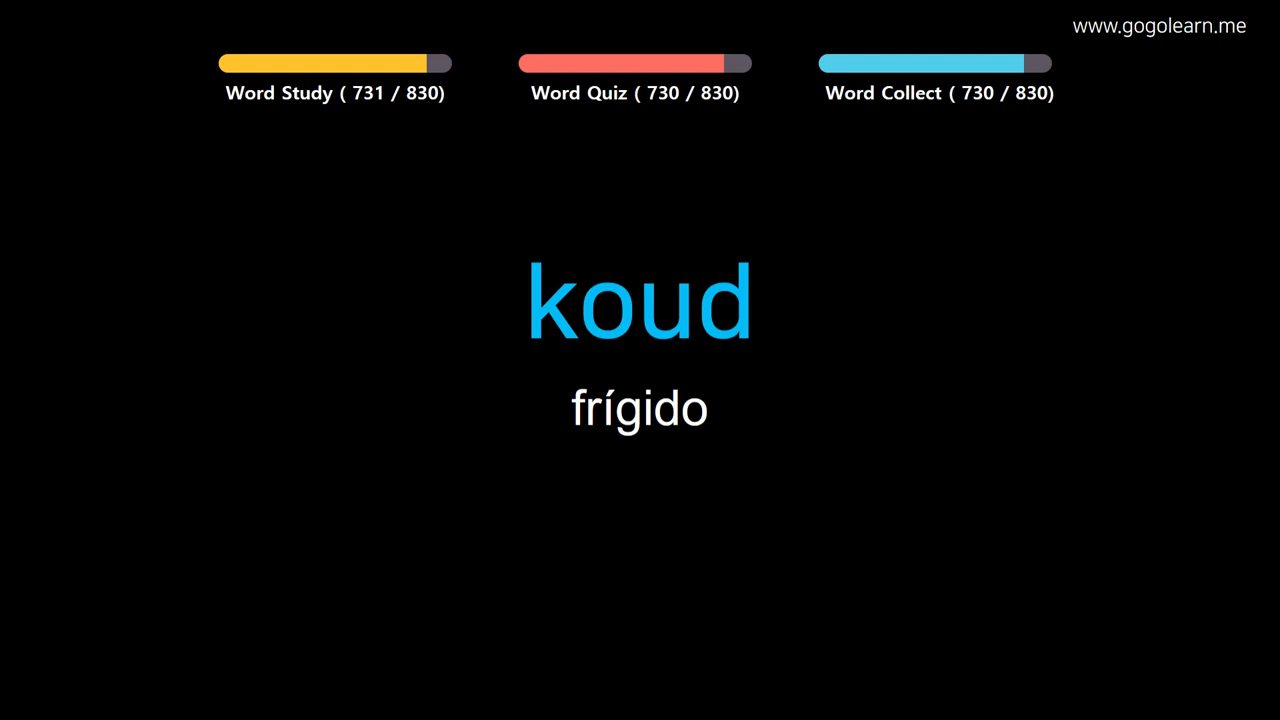 www.gogolearn.me
Word Study ( 731 / 830)
Word Quiz ( 730 / 830)
Word Collect ( 730 / 830)
koud
frígido